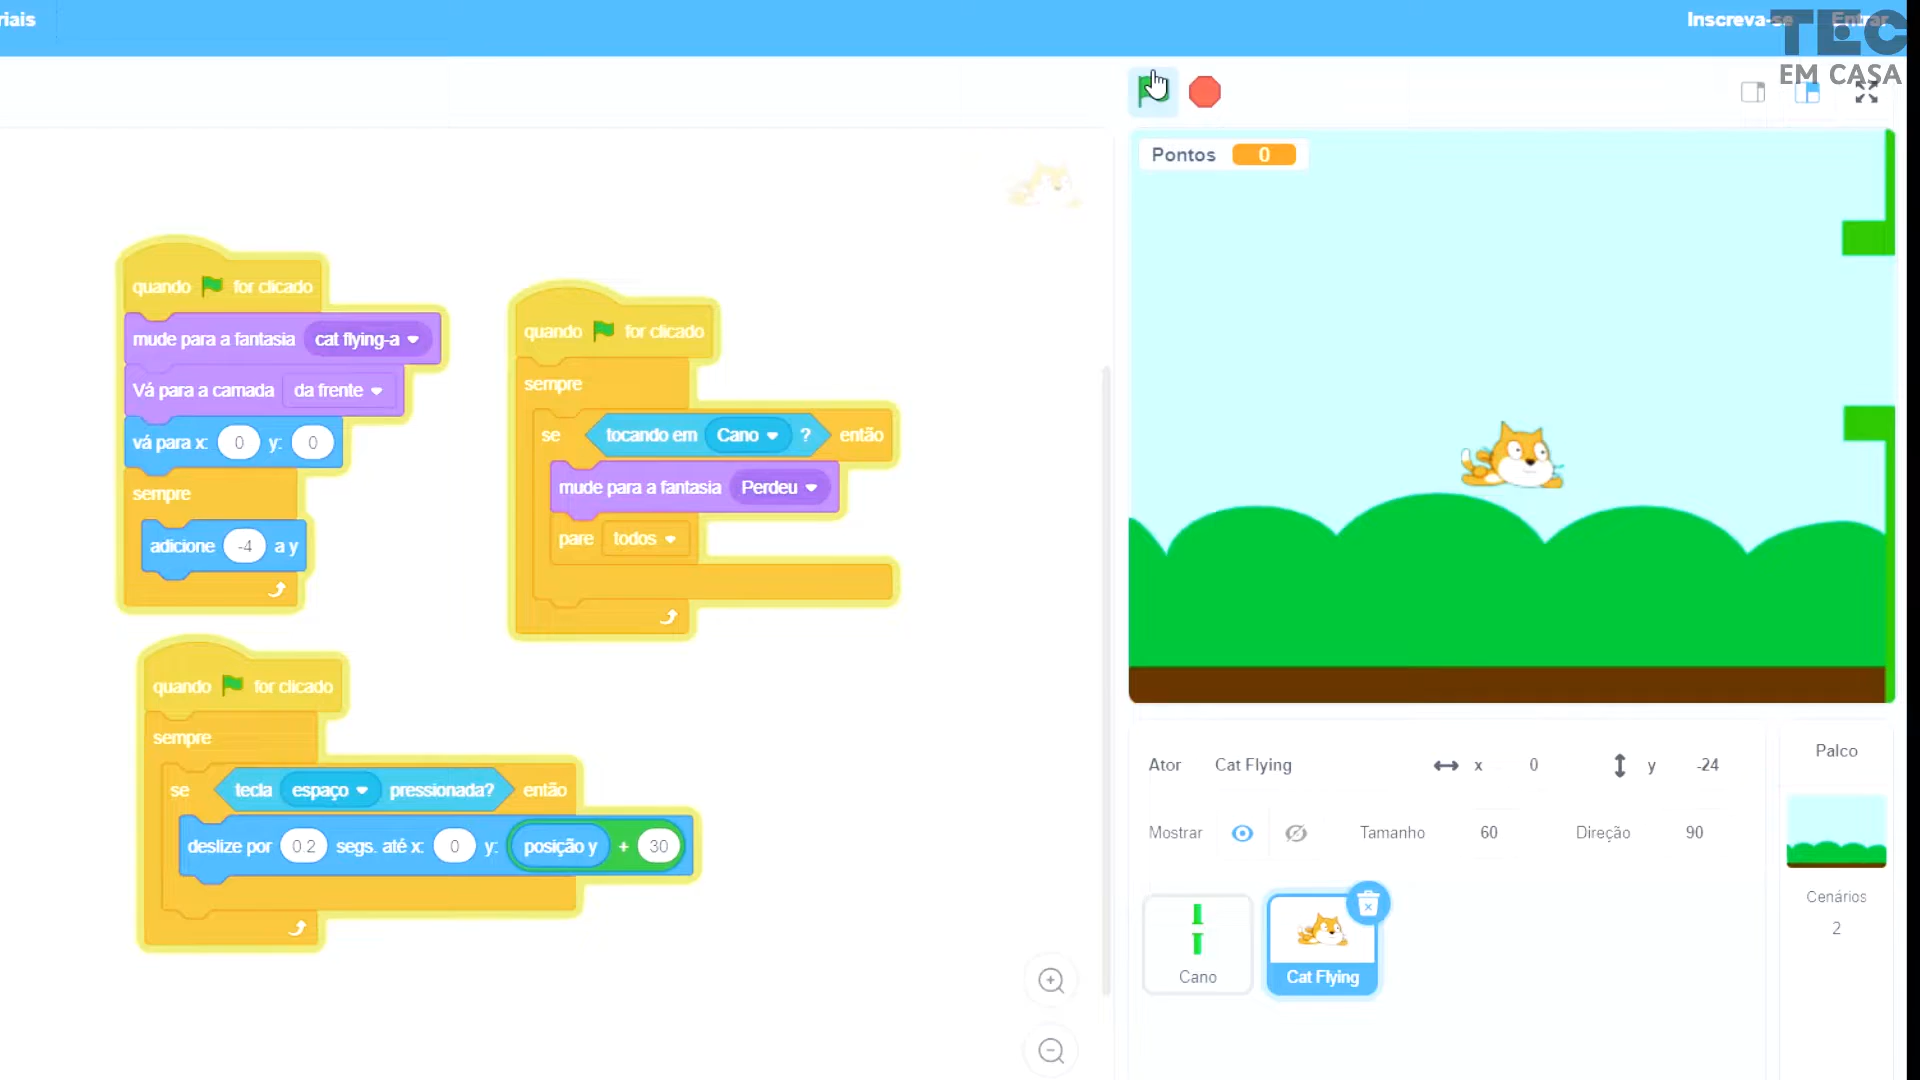 riais
Inscreva-se
Entrar
TEC
EM CASA
Pontos 0
quando for clicado
mude para a fantasia cat flying-a
Vá para a camada da frente
vá para x: 0 y: 0
sempre
adicione -4 a y
quando for clicado
sempre
se tocando em Cano ? então
mude para a fantasia Perdeu
pare todos
quando for clicado
sempre
se tecla espaço pressionada? então
deslize por 0.2 segs. até x: 0 y: posição y + 30
Ator Cat Flying x 0 y -24
Mostrar Tamanho 60 Direção 90
Cano
Cat Flying
Palco
Cenários
2